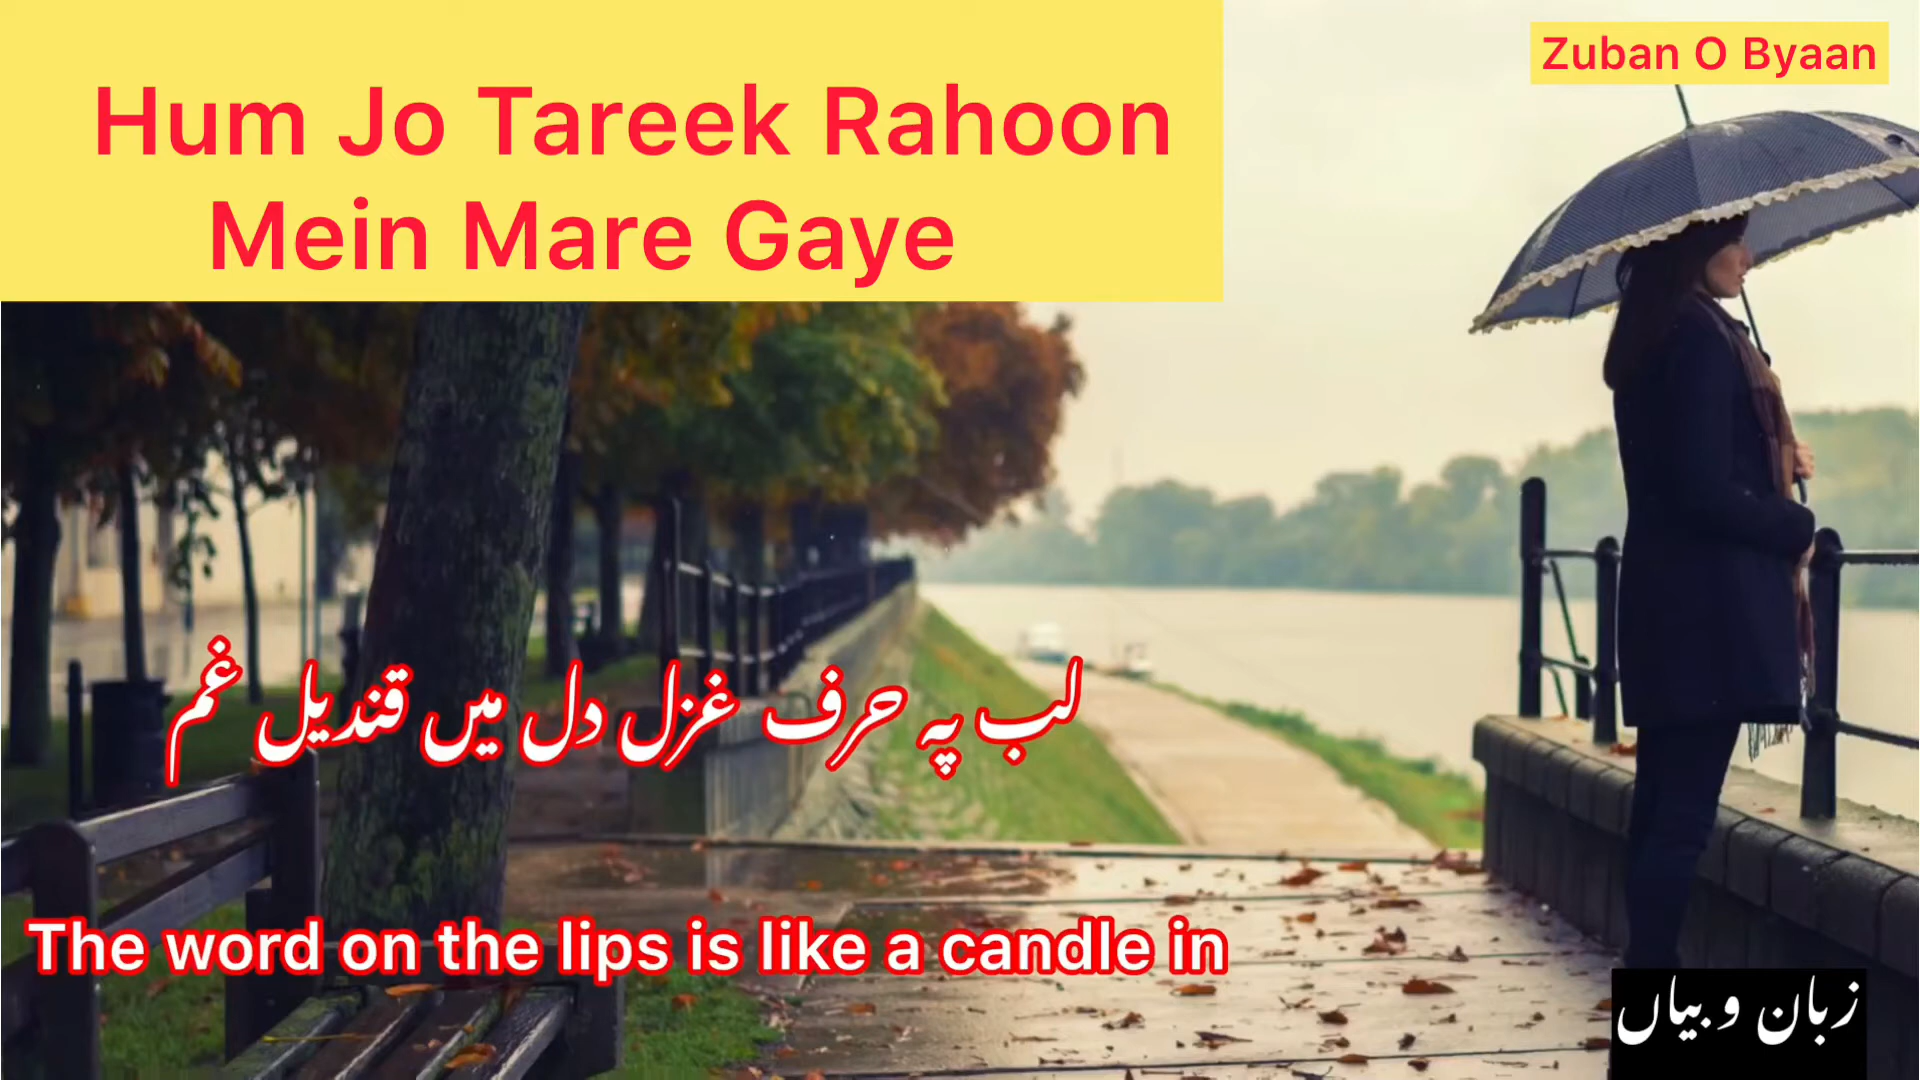 Zuban O Byaan
Hum Jo Tareek Rahoon
Mein Mare Gaye
لب پہ حرف غزل دل میں قندیل غم
The word on the lips is like a candle in
زبان و بیاں